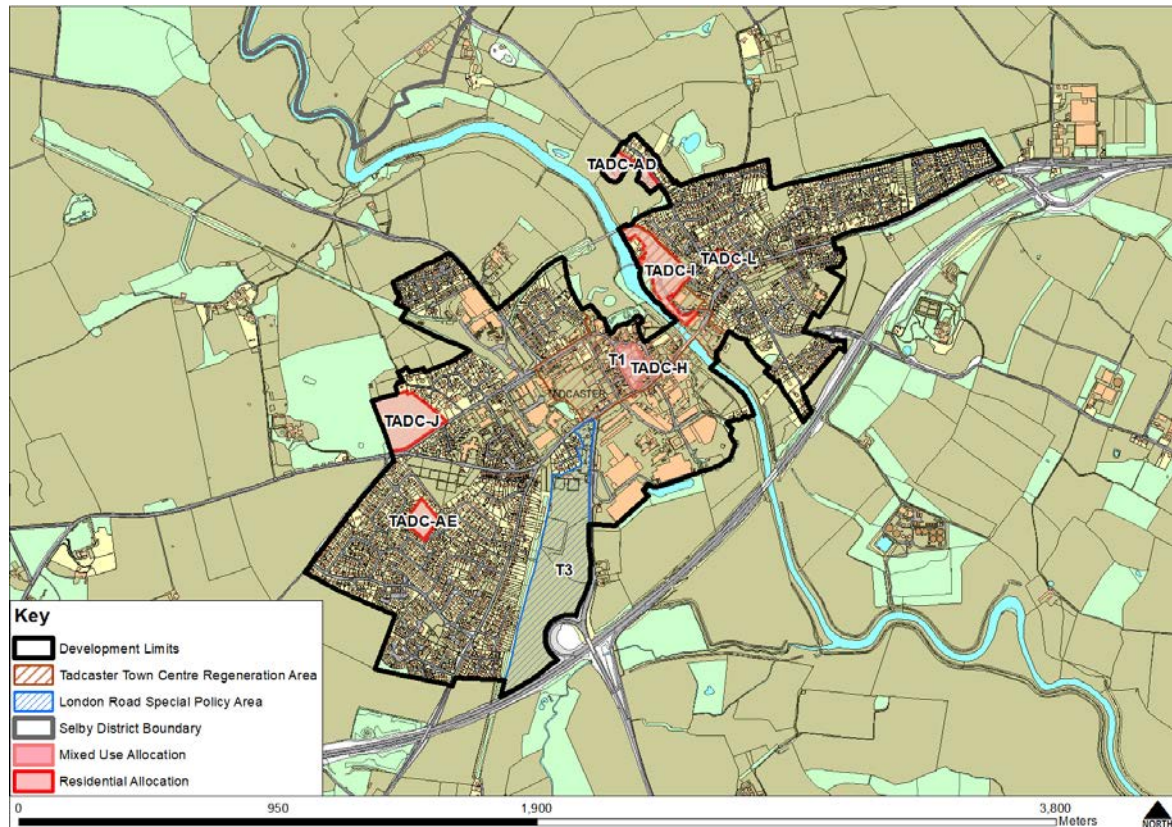 TADC-AD
TADC-L
TADC-I
T1
TADC-H
TADCASTER
TADC-J
TADC-AE
T3
Key
Development Limits
Tadcaster Town Centre Regeneration Area
London Road Special Policy Area
Selby District Boundary
Mixed Use Allocation
Residential Allocation
0 950 1,900 3,800
Meters
NORTH